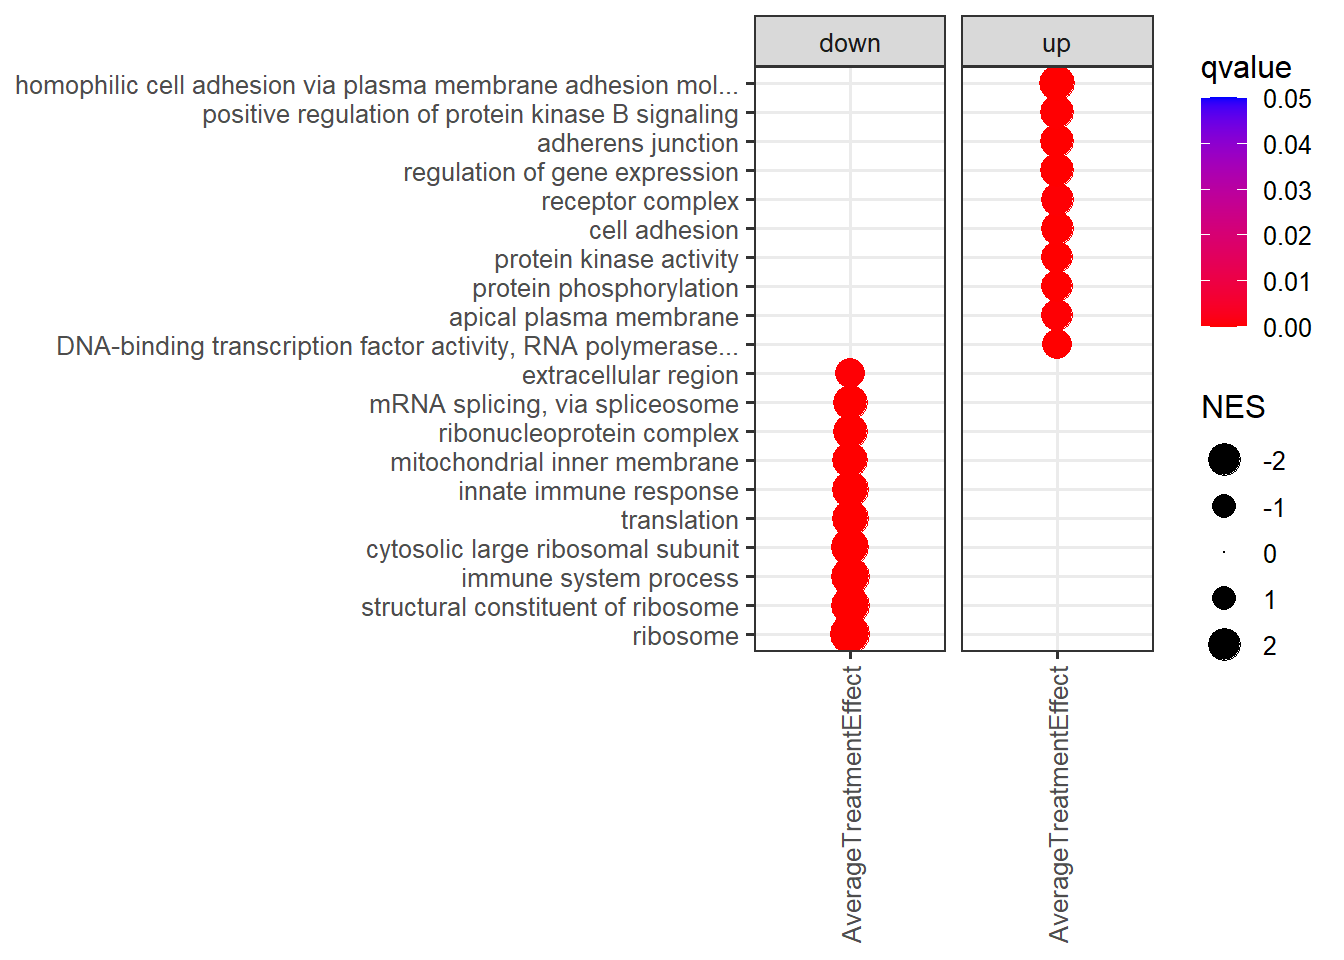 down
up
homophilic cell adhesion via plasma membrane adhesion mol...
positive regulation of protein kinase B signaling
adherens junction
regulation of gene expression
receptor complex
cell adhesion
protein kinase activity
protein phosphorylation
apical plasma membrane
DNA-binding transcription factor activity, RNA polymerase...
extracellular region
mRNA splicing, via spliceosome
ribonucleoprotein complex
mitochondrial inner membrane
innate immune response
translation
cytosolic large ribosomal subunit
immune system process
structural constituent of ribosome
ribosome
AverageTreatmentEffect
AverageTreatmentEffect
qvalue
0.05
0.04
0.03
0.02
0.01
0.00
NES
-2
-1
0
1
2